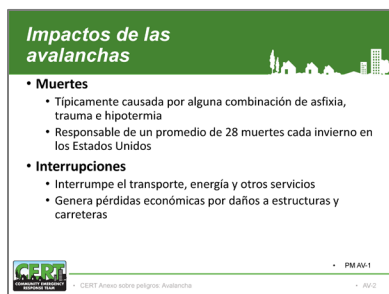 Impactos de las
avalanchas
• Muertes
• Típicamente causada por alguna combinación de asfixia,
trauma e hipotermia
• Responsable de un promedio de 28 muertes cada invierno en
los Estados Unidos
• Interrupciones
• Interrumpe el transporte, energía y otros servicios
• Genera pérdidas económicas por daños a estructuras y
carreteras
• PM AV-1
CERT
COMMUNITY EMERGENCY
RESPONSE TEAM
• CERT Anexo sobre peligros: Avalancha
• AV-2